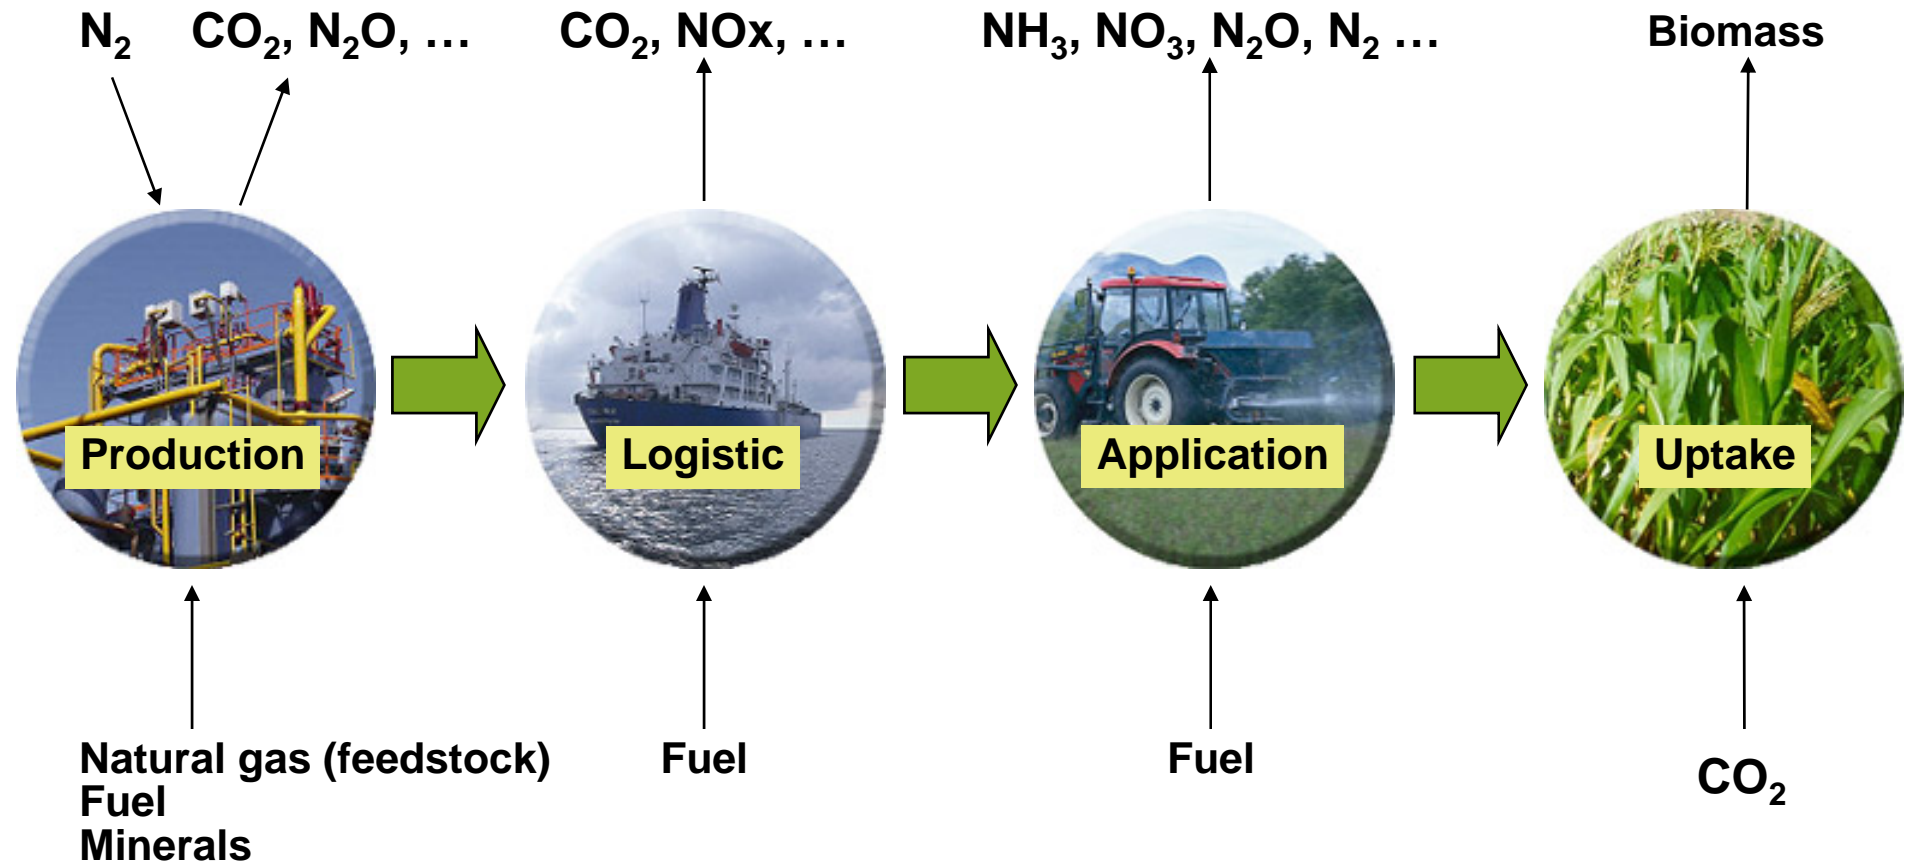 N₂ CO₂, N₂O, …
CO₂, NOx, …
NH₃, NO₃, N₂O, N₂ …
Biomass
Production
Logistic
Application
Uptake
Natural gas (feedstock)
Fuel
Minerals
Fuel
Fuel
CO₂